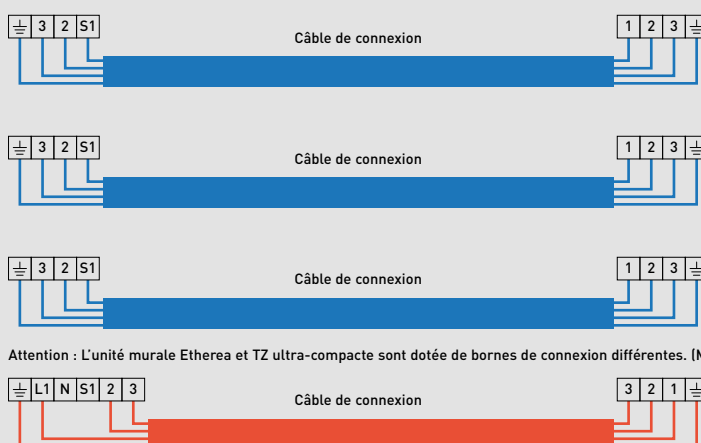 3 2 S1 Câble de connexion 1 2 3
3 2 S1 Câble de connexion 1 2 3
3 2 S1 Câble de connexion 1 2 3
Attention : L'unité murale Etherea et TZ ultra-compacte sont dotée de bornes de connexion différentes. (
L1 N S1 2 3 Câble de connexion 3 2 1